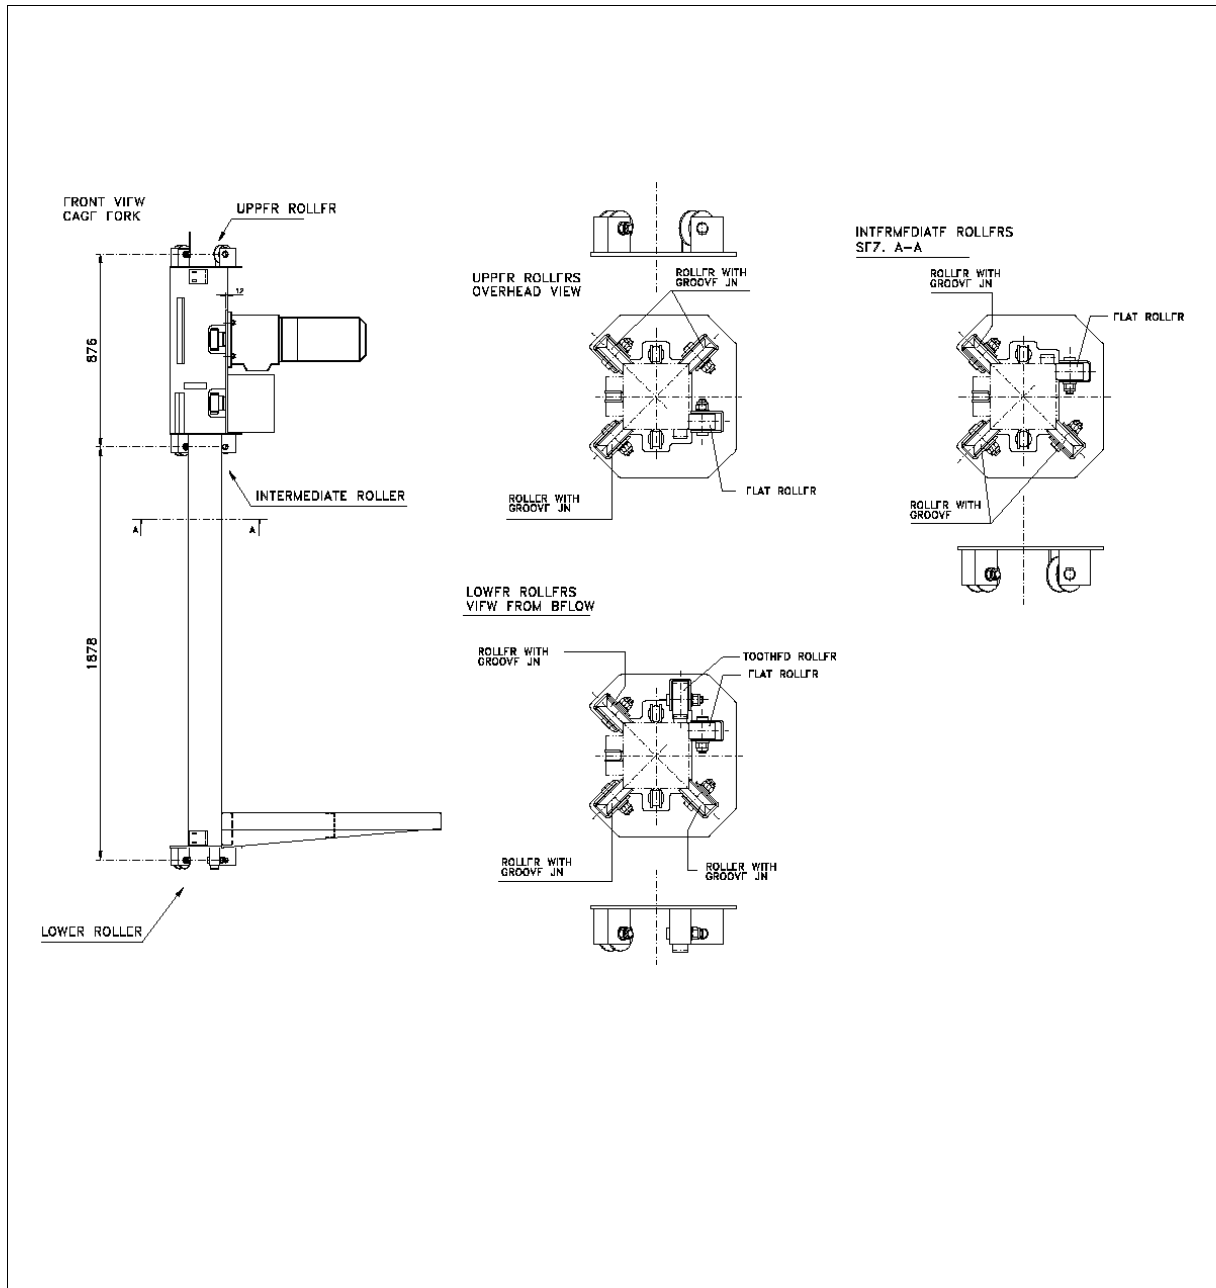 FRONT VIEW
CAGE FORK
UPPER ROLLER
12
876
INTERMEDIATE ROLLER
A
A
1878
LOWER ROLLER
UPPER ROLLERS
OVERHEAD VIEW
ROLLER WITH
GROOVE IN
ROLLER WITH
GROOVE IN
FLAT ROLLER
INTERMEDIATE ROLLERS
SEZ. A-A
ROLLER WITH
GROOVE IN
FLAT ROLLER
ROLLER WITH
GROOVE
LOWER ROLLERS
VIEW FROM BELOW
ROLLER WITH
GROOVE IN
TOOTHED ROLLER
FLAT ROLLER
ROLLER WITH
GROOVE IN
ROLLER WITH
GROOVE IN